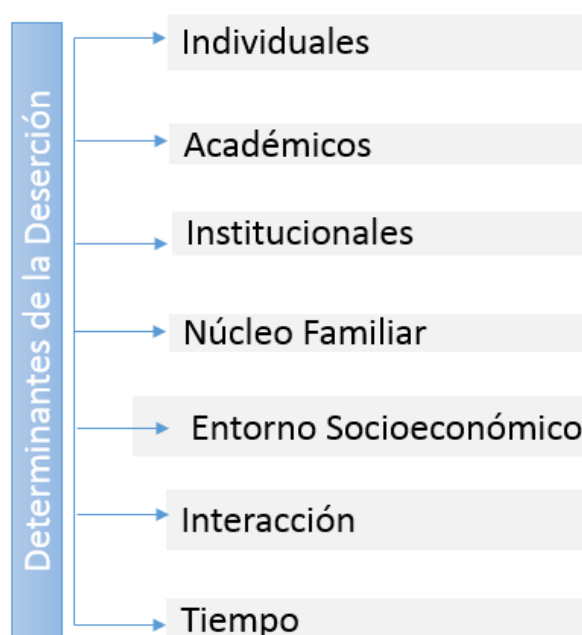 Determinantes de la Deserción
Individuales
Académicos
Institucionales
Núcleo Familiar
Entorno Socioeconómico
Interacción
Tiempo